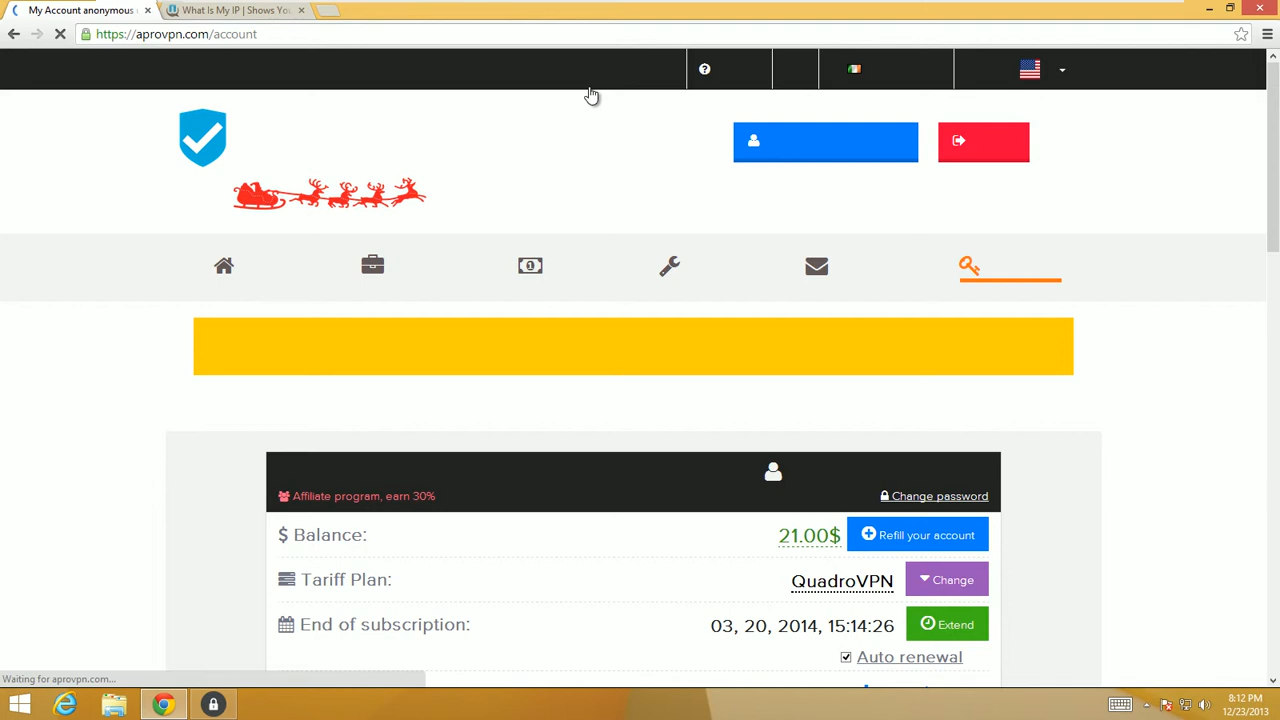 My Account anonymous
What Is My IP | Shows You
https://aprovpn.com/account
Affiliate program, earn 30%
Change password
$ Balance:
21.00$
Refill your account
Tariff Plan:
QuadroVPN
Change
End of subscription:
03, 20, 2014, 15:14:26
Extend
Auto renewal
Waiting for aprovpn.com...
8:12 PM
12/23/2013